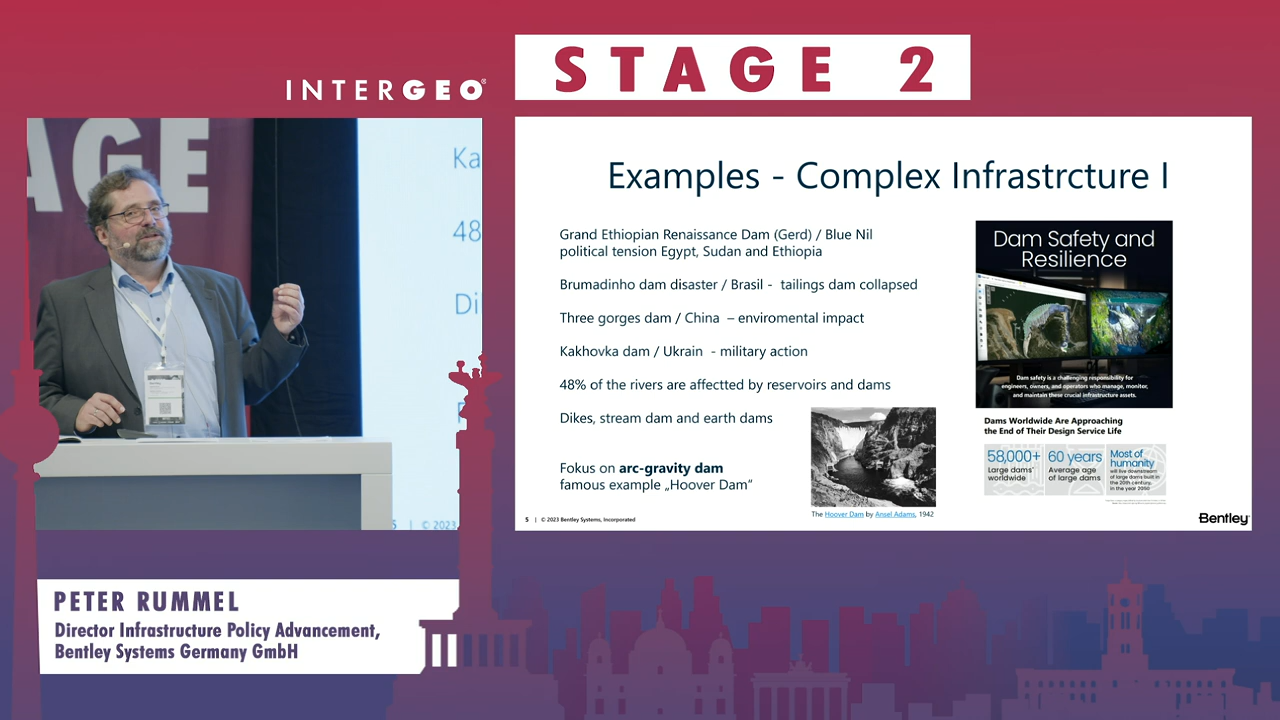 STAGE 2
INTERGEO®
AGE
Ka
48
Di
5 | © 2023
Examples - Complex Infrastrcture I
Grand Ethiopian Renaissance Dam (Gerd) / Blue Nil
political tension Egypt, Sudan and Ethiopia
Brumadinho dam disaster / Brasil - tailings dam collapsed
Three gorges dam / China – enviromental impact
Kakhovka dam / Ukrain - military action
48% of the rivers are affectted by reservoirs and dams
Dikes, stream dam and earth dams
Fokus on arc-gravity dam
famous example „Hoover Dam“
The Hoover Dam by Ansel Adams, 1942
Dam Safety and
Resilience
Dam safety is a challenging responsibility for
engineers, owners, and operators who manage, monitor,
and maintain these crucial infrastructure assets.
Dams Worldwide Are Approaching
the End of Their Design Service Life
58,000+
Large dams'
worldwide
60 years
Average age
of large dams
Most of
humanity
will live downstream
of large dams built in
the 20th century,
in the year 2050
5 | © 2023 Bentley Systems, Incorporated
Bentley
PETER RUMMEL
Director Infrastructure Policy Advancement,
Bentley Systems Germany GmbH